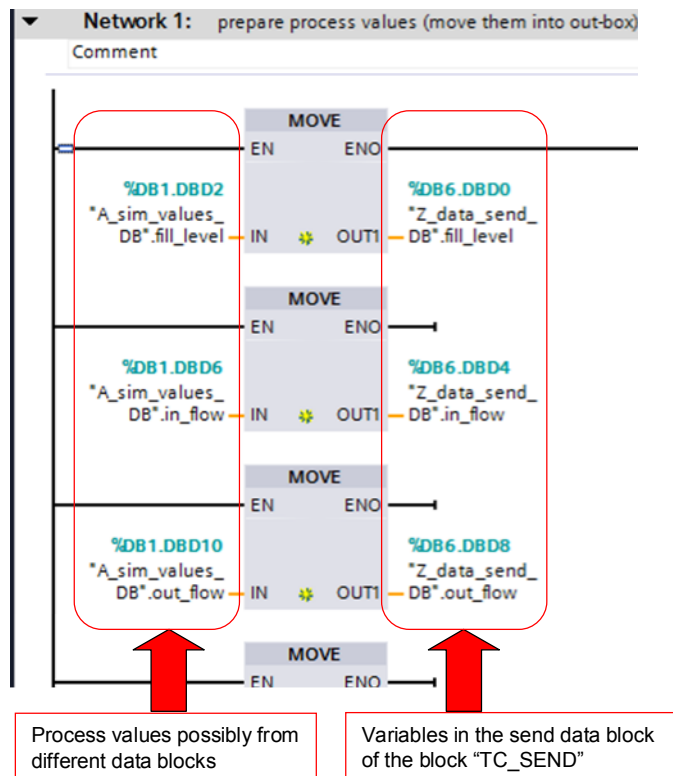 Network 1: prepare process values (move them into out-box)
Comment
MOVE
EN ENO
%DB1.DBD2
"A_sim_values_
DB".fill_level
IN OUT1
%DB6.DBD0
"Z_data_send_
DB".fill_level
MOVE
EN ENO
%DB1.DBD6
"A_sim_values_
DB".in_flow
IN OUT1
%DB6.DBD4
"Z_data_send_
DB".in_flow
MOVE
EN ENO
%DB1.DBD10
"A_sim_values_
DB".out_flow
IN OUT1
%DB6.DBD8
"Z_data_send_
DB".out_flow
MOVE
EN ENO
Process values possibly from
different data blocks
Variables in the send data block
of the block “TC_SEND”